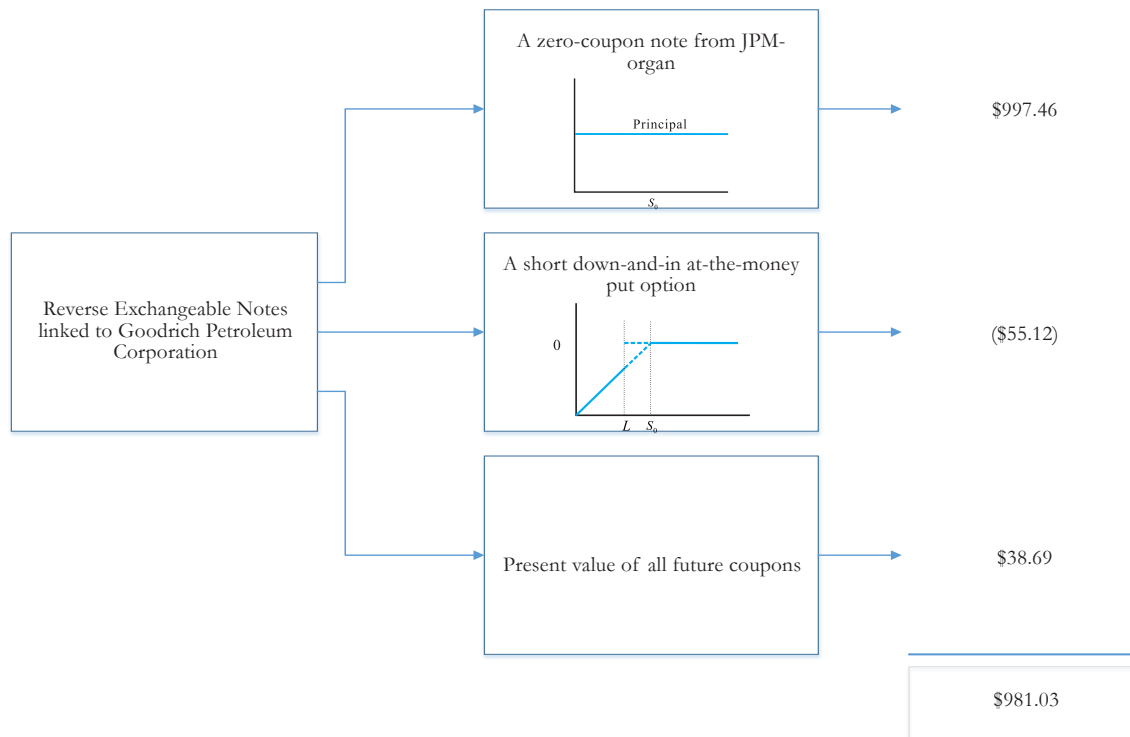 A zero-coupon note from JPM-
organ
Principal
S₀
$997.46
Reverse Exchangeable Notes
linked to Goodrich Petroleum
Corporation
A short down-and-in at-the-money
put option
0
L S₀
($55.12)
Present value of all future coupons
$38.69
$981.03